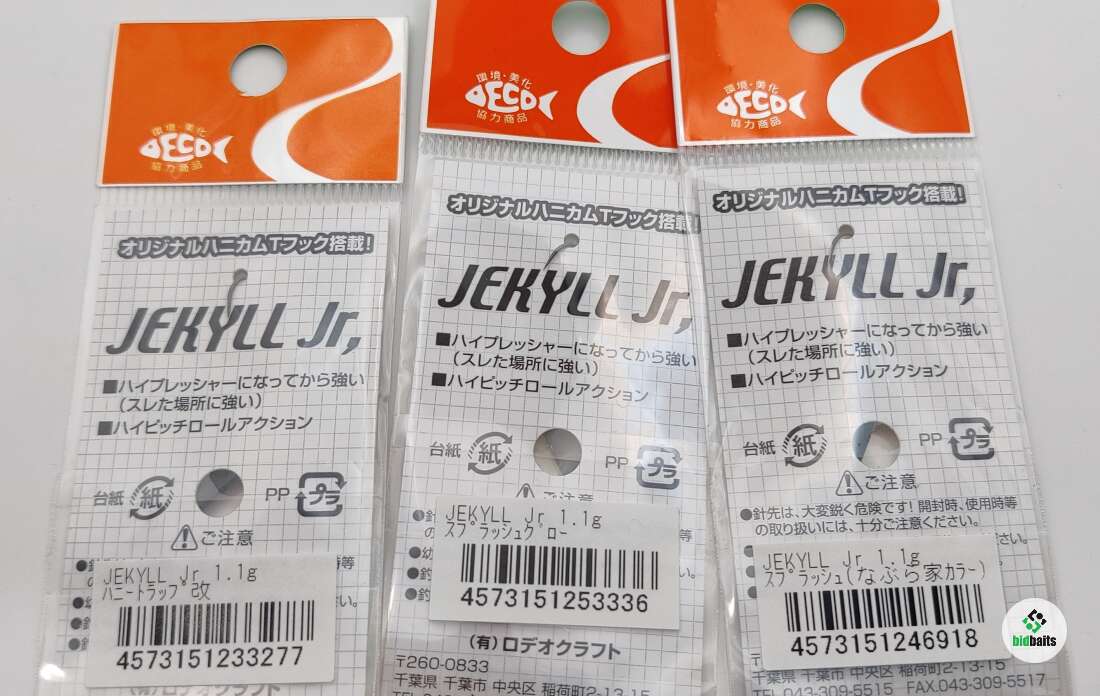 環境・美化
ECO
協力商品
オリジナルハニカムTフック搭載!
JEKYLL Jr,
■ハイプレッシャーになってから強い
（スレた場所に強い）
■ハイピッチロールアクション
台紙
紙
PP
プラ
ご注意
JEKYLL Jr 1.1g
ハニートラップ改
4573151233277
(有)ロデオクラフト
環境・美化
ECO
協力商品
オリジナルハニカムTフック搭載!
JEKYLL Jr,
■ハイプレッシャーになってから強い
（スレた場所に強い）
■ハイピッチロールアクション
台紙
紙
PP
プラ
JEKYLL Jr 1.1g
スプラッシュグロー
4573151253336
(有)ロデオクラフト
〒260-0833
千葉県 千葉市 中央区 稲荷町2-13-15
環境・美化
ECO
協力商品
オリジナルハニカムTフック搭載!
JEKYLL Jr,
■ハイプレッシャーになってから強い
（スレた場所に強い）
■ハイピッチロールアクション
台紙
紙
PP
プラ
ご注意
●針先は、大変鋭く危険です!開封時、使用時等
の取り扱いには、十分ご注意ください。
JEKYLL Jr 1.1g
スプラッシュ(なぶら家カラー)
4573151246918
千葉県 千葉市 中央区 稲荷町2-13-15
TEL.043-309-5515 FAX.043-309-5517
bidbaits